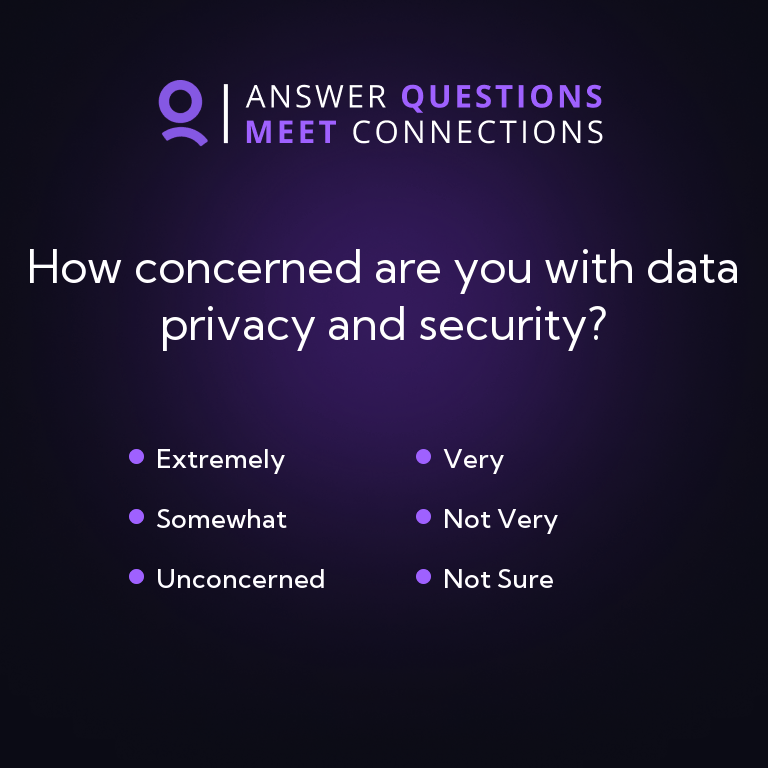 ANSWER QUESTIONS
MEET CONNECTIONS
How concerned are you with data
privacy and security?
Extremely
Very
Somewhat
Not Very
Unconcerned
Not Sure